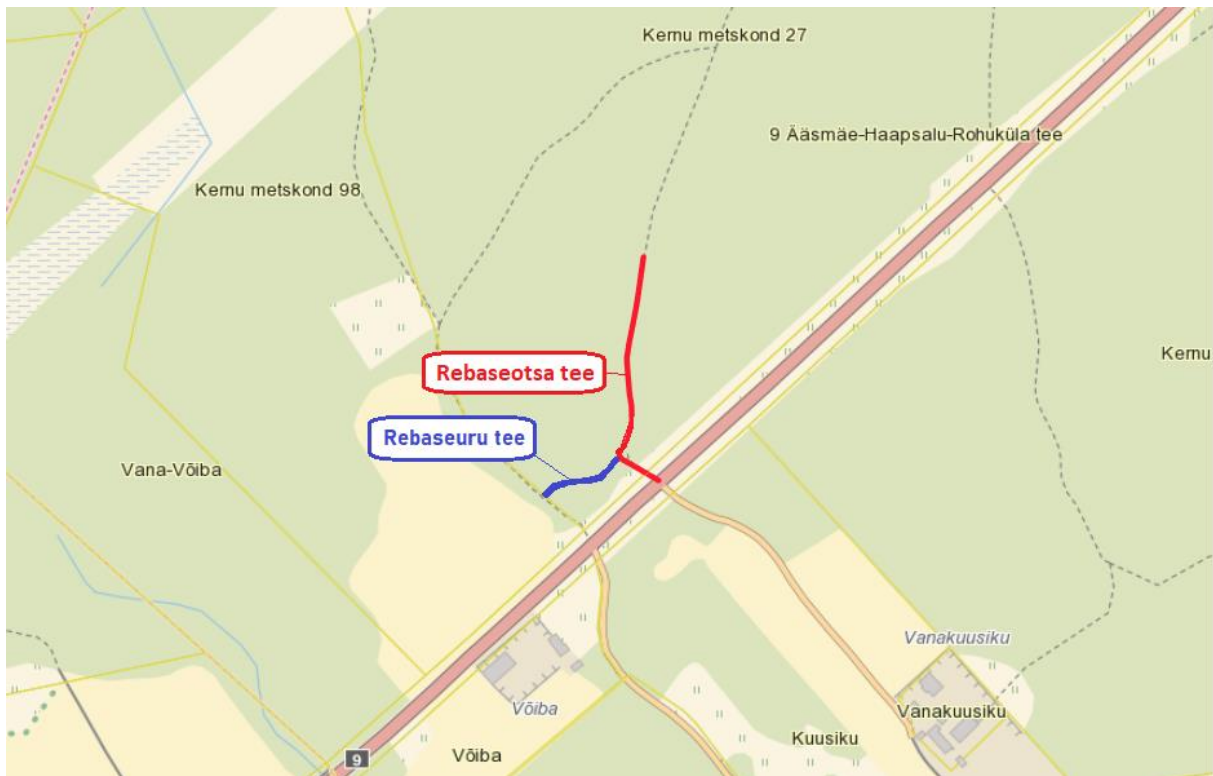 Kernu metskond 27
9 Ääsmäe-Haapsalu-Rohuküla tee
Kernu metskond 98
Kernu
Rebaseotsa tee
Rebaseuru tee
Vana-Võiba
Vanakuusiku
Võiba
Vanakuusiku
Kuusiku
Võiba
9